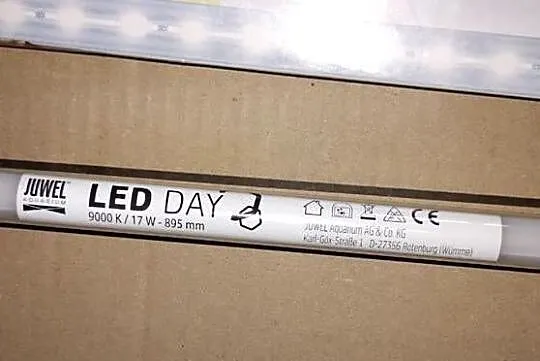 JUWEL
AQUARIUM
LED DAY
9000 K / 17 W - 895 mm
CE
JUWEL Aquarium AG & Co. KG
Karl-Göx-Straße 1 D-27356 Rotenburg (Wümme)